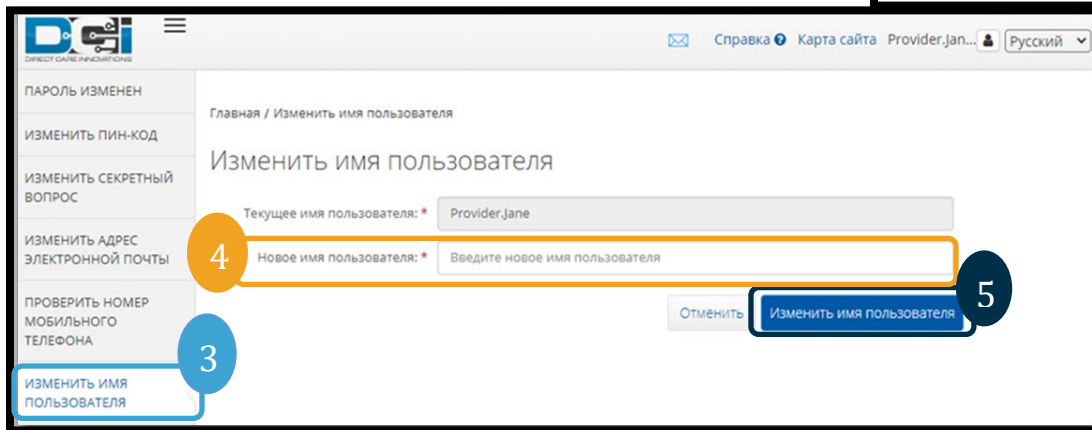 DCI
DIRECT CARE INNOVATIONS
Справка Карта сайта Provider.Jan... Русский
ПАРОЛЬ ИЗМЕНЕН
ИЗМЕНИТЬ ПИН-КОД
ИЗМЕНИТЬ СЕКРЕТНЫЙ
ВОПРОС
ИЗМЕНИТЬ АДРЕС
ЭЛЕКТРОННОЙ ПОЧТЫ
ПРОВЕРИТЬ НОМЕР
МОБИЛЬНОГО
ТЕЛЕФОНА
3
ИЗМЕНИТЬ ИМЯ
ПОЛЬЗОВАТЕЛЯ
Главная / Изменить имя пользователя
Изменить имя пользователя
Текущее имя пользователя: * Provider.Jane
4 Новое имя пользователя: * Введите новое имя пользователя
Отменить Изменить имя пользователя 5